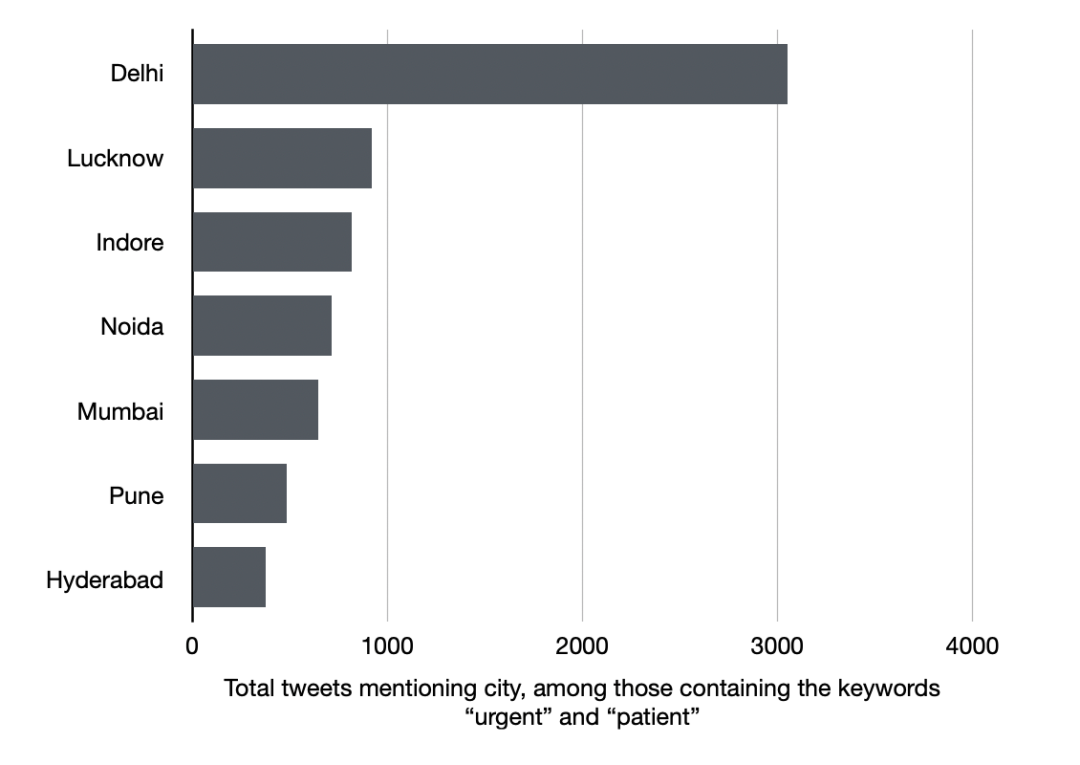 Delhi
Lucknow
Indore
Noida
Mumbai
Pune
Hyderabad
0 1000 2000 3000 4000
Total tweets mentioning city, among those containing the keywords
“urgent” and “patient”